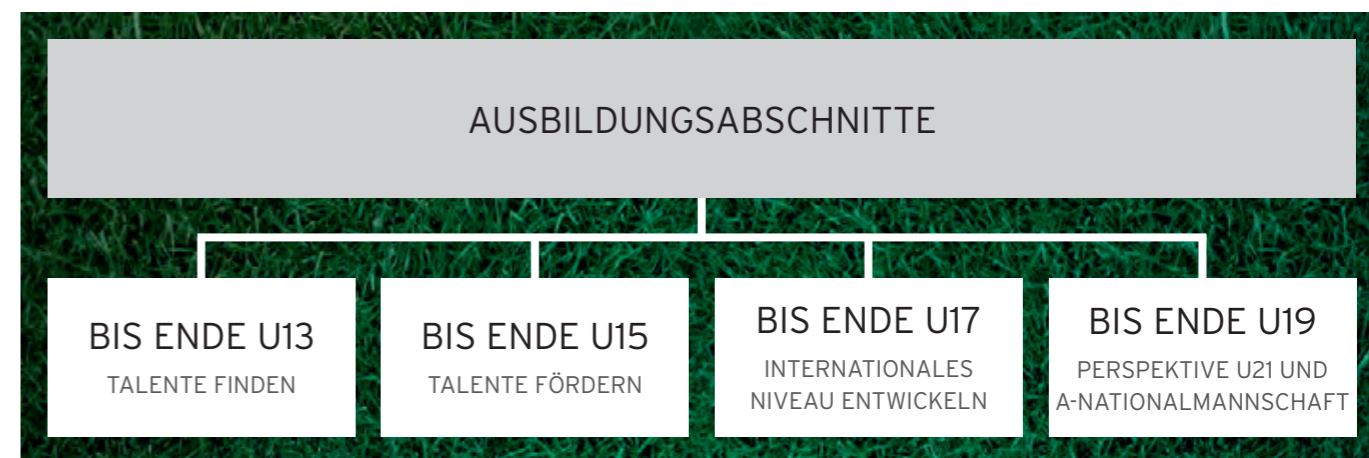 AUSBILDUNGSABSCHNITTE
BIS ENDE U13
TALENTE FINDEN
BIS ENDE U15
TALENTE FÖRDERN
BIS ENDE U17
INTERNATIONALES
NIVEAU ENTWICKELN
BIS ENDE U19
PERSPEKTIVE U21 UND
A-NATIONALMANNSCHAFT